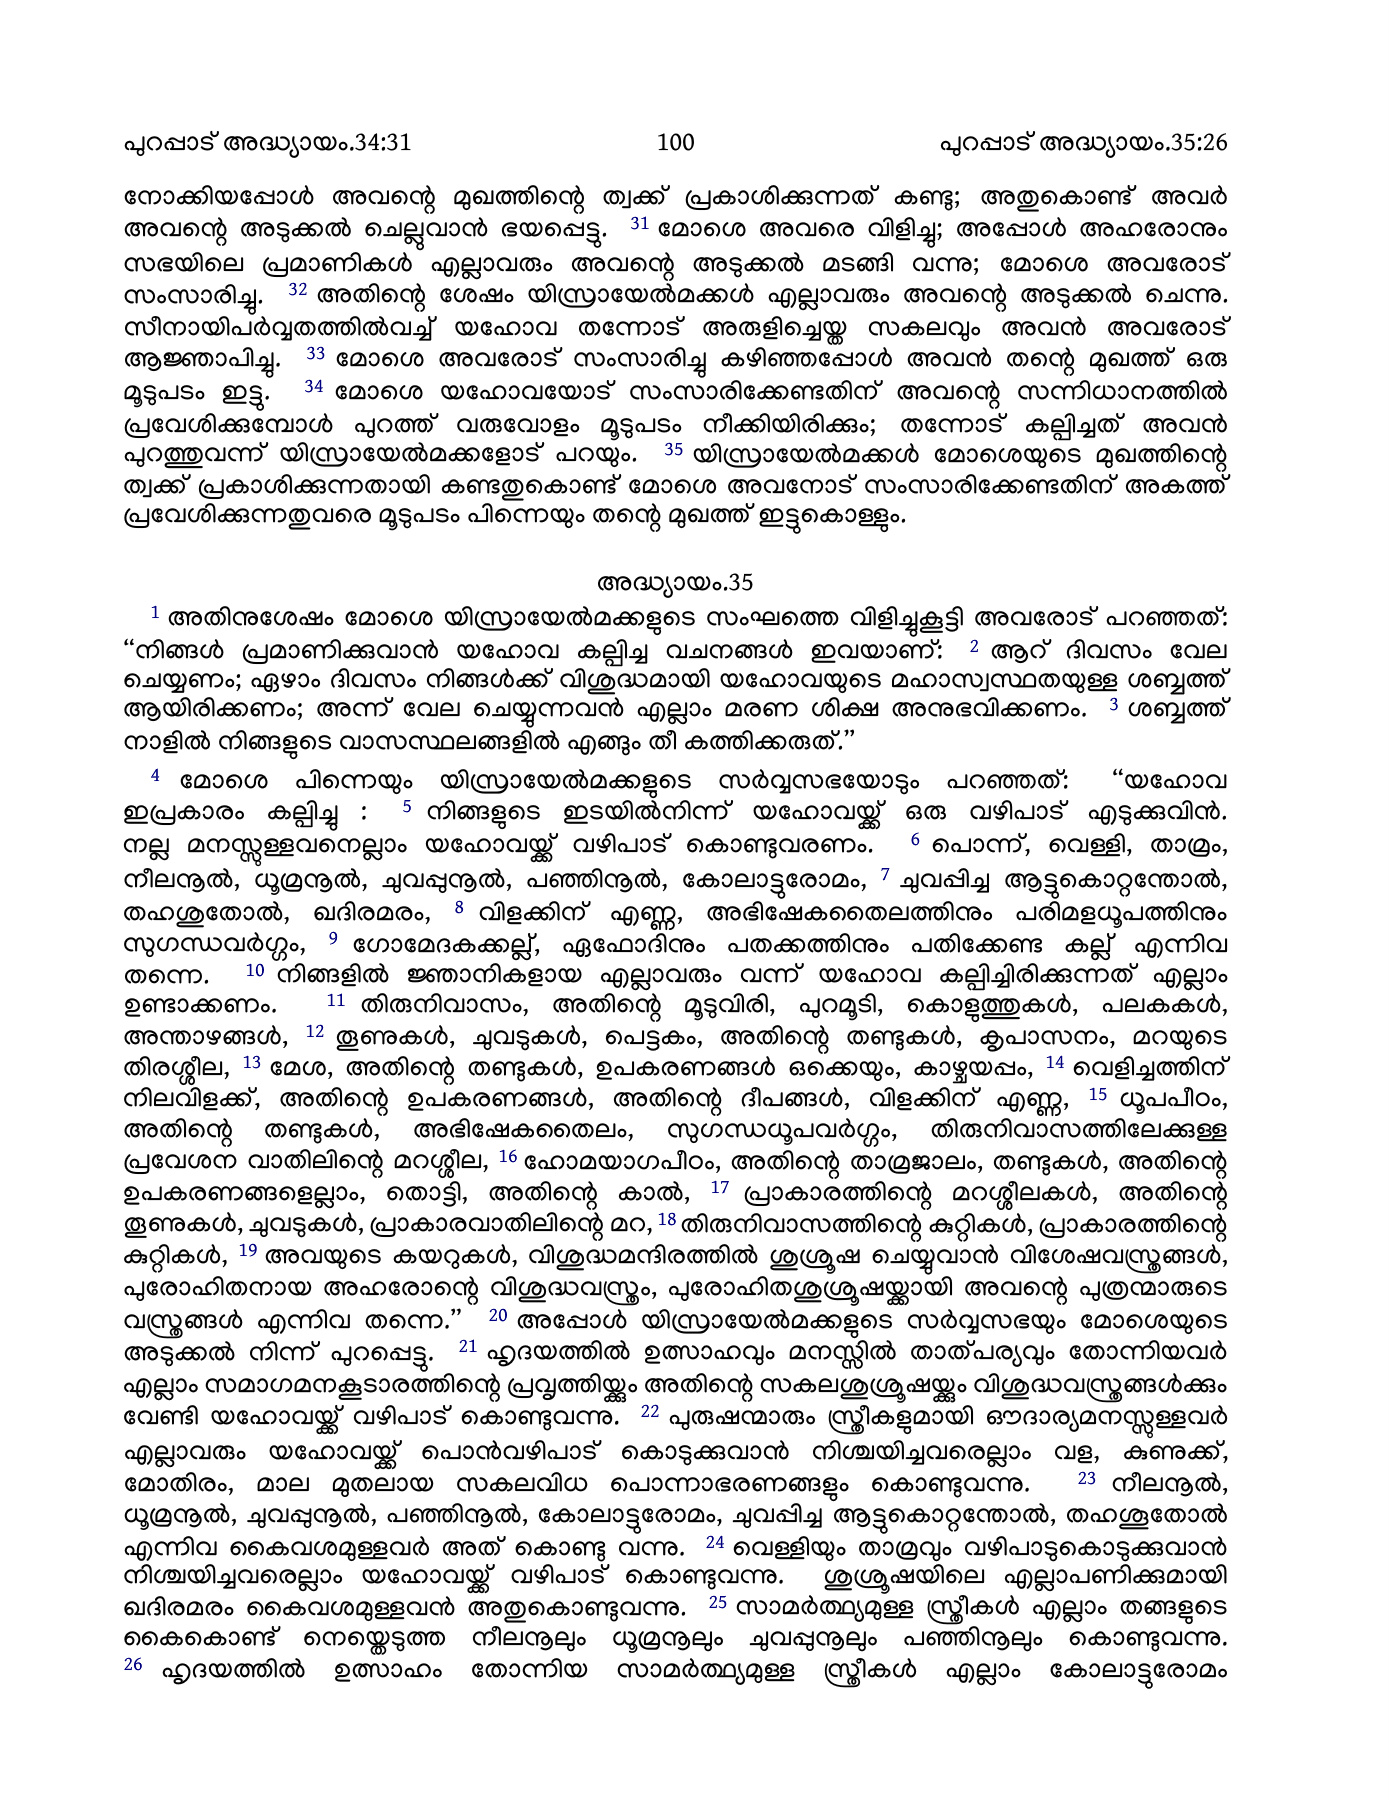 പുറപ്പാട് അദ്ധ്യായം.34:31 100 പുറപ്പാട് അദ്ധ്യായം.35:26
നോക്കിയപ്പോൾ അവന്റെ മുഖത്തിന്റെ ത്വക്ക് പ്രകാശിക്കുന്നത് കണ്ടു; അതുകൊണ്ട് അവർ
അവന്റെ അടുക്കൽ ചെല്ലുവാൻ ഭയപ്പെട്ടു. 31 മോശെ അവരെ വിളിച്ചു; അപ്പോൾ അഹരോനും
സഭയിലെ പ്രമാണികൾ എല്ലാവരും അവന്റെ അടുക്കൽ മടങ്ങി വന്നു; മോശെ അവരോട്
സംസാരിച്ചു. 32 അതിന്റെ ശേഷം യിസ്രായേൽമക്കൾ എല്ലാവരും അവന്റെ അടുക്കൽ ചെന്നു.
സീനായിപർവ്വതത്തിൽവച്ച് യഹോവ തന്നോട് അരുളിച്ചെയ്ത സകലവും അവൻ അവരോട്
ആജ്ഞാപിച്ചു. 33 മോശെ അവരോട് സംസാരിച്ചു കഴിഞ്ഞപ്പോൾ അവൻ തന്റെ മുഖത്ത് ഒരു
മൂടുപടം ഇട്ടു. 34 മോശെ യഹോവയോട് സംസാരിക്കേണ്ടതിന് അവന്റെ സന്നിധാനത്തിൽ
പ്രവേശിക്കുമ്പോൾ പുറത്ത് വരുവോളം മൂടുപടം നീക്കിയിരിക്കും; തന്നോട് കല്പിച്ചത് അവൻ
പുറത്തുവന്ന് യിസ്രായേൽമക്കളോട് പറയും. 35 യിസ്രായേൽമക്കൾ മോശെയുടെ മുഖത്തിന്റെ
ത്വക്ക് പ്രകാശിക്കുന്നതായി കണ്ടതുകൊണ്ട് മോശെ അവനോട് സംസാരിക്കേണ്ടതിന് അകത്ത്
പ്രവേശിക്കുന്നതുവരെ മൂടുപടം പിന്നെയും തന്റെ മുഖത്ത് ഇട്ടുകൊള്ളും.
അദ്ധ്യായം.35
1 അതിനുശേഷം മോശെ യിസ്രായേൽമക്കളുടെ സംഘത്തെ വിളിച്ചുകൂട്ടി അവരോട് പറഞ്ഞത്:
“നിങ്ങൾ പ്രമാണിക്കുവാൻ യഹോവ കല്പിച്ച വചനങ്ങൾ ഇവയാണ്: 2 ആറ് ദിവസം വേല
ചെയ്യണം; ഏഴാം ദിവസം നിങ്ങൾക്ക് വിശുദ്ധമായി യഹോവയുടെ മഹാസ്വസ്ഥതയുള്ള ശബ്ബത്ത്
ആയിരിക്കണം; അന്ന് വേല ചെയ്യുന്നവൻ എല്ലാം മരണ ശിക്ഷ അനുഭവിക്കണം. 3 ശബ്ബത്ത്
നാളിൽ നിങ്ങളുടെ വാസസ്ഥലങ്ങളിൽ എങ്ങും തീ കത്തിക്കരുത്.”
4 മോശെ പിന്നെയും യിസ്രായേൽമക്കളുടെ സർവ്വസഭയോടും പറഞ്ഞത്: “യഹോവ
ഇപ്രകാരം കല്പിച്ചു : 5 നിങ്ങളുടെ ഇടയിൽനിന്ന് യഹോവയ്ക്ക് ഒരു വഴിപാട് എടുക്കുവിൻ.
നല്ല മനസ്സുള്ളവനെല്ലാം യഹോവയ്ക്ക് വഴിപാട് കൊണ്ടുവരണം. 6 പൊന്ന്, വെള്ളി, താമ്രം,
നീലനൂൽ, ധൂമ്രനൂൽ, ചുവപ്പുനൂൽ, പഞ്ഞിനൂൽ, കോലാട്ടുരോമം, 7 ചുവപ്പിച്ച ആട്ടുകൊറ്റന്തോൽ,
തഹശുതോൽ, ഖദിരമരം, 8 വിളക്കിന് എണ്ണ, അഭിഷേകതൈലത്തിനും പരിമളധൂപത്തിനും
സുഗന്ധവർഗ്ഗം, 9 ഗോമേദകക്കല്ല്, ഏഫോദിനും പതക്കത്തിനും പതിക്കേണ്ട കല്ല് എന്നിവ
തന്നെ. 10 നിങ്ങളിൽ ജ്ഞാനികളായ എല്ലാവരും വന്ന് യഹോവ കല്പിച്ചിരിക്കുന്നത് എല്ലാം
ഉണ്ടാക്കണം. 11 തിരുനിവാസം, അതിന്റെ മൂടുവിരി, പുറമൂടി, കൊളുത്തുകൾ, പലകകൾ,
അന്താഴങ്ങൾ, 12 തൂണുകൾ, ചുവടുകൾ, പെട്ടകം, അതിന്റെ തണ്ടുകൾ, കൃപാസനം, മറയുടെ
തിരശ്ശീല, 13 മേശ, അതിന്റെ തണ്ടുകൾ, ഉപകരണങ്ങൾ ഒക്കെയും, കാഴ്ചയപ്പം, 14 വെളിച്ചത്തിന്
നിലവിളക്ക്, അതിന്റെ ഉപകരണങ്ങൾ, അതിന്റെ ദീപങ്ങൾ, വിളക്കിന് എണ്ണ, 15 ധൂപപീഠം,
അതിന്റെ തണ്ടുകൾ, അഭിഷേകതൈലം, സുഗന്ധധൂപവർഗ്ഗം, തിരുനിവാസത്തിലേക്കുള്ള
പ്രവേശന വാതിലിന്റെ മറശ്ശീല, 16 ഹോമയാഗപീഠം, അതിന്റെ താമ്രജാലം, തണ്ടുകൾ, അതിന്റെ
ഉപകരണങ്ങളെല്ലാം, തൊട്ടി, അതിന്റെ കാൽ, 17 പ്രാകാരത്തിന്റെ മറശ്ശീലകൾ, അതിന്റെ
തൂണുകൾ, ചുവടുകൾ, പ്രാകാരവാതിലിന്റെ മറ, 18 തിരുനിവാസത്തിന്റെ കുറ്റികൾ, പ്രാകാരത്തിന്റെ
കുറ്റികൾ, 19 അവയുടെ കയറുകൾ, വിശുദ്ധമന്ദിരത്തിൽ ശുശ്രൂഷ ചെയ്യുവാൻ വിശേഷവസ്ത്രങ്ങൾ,
പുരോഹിതനായ അഹരോന്റെ വിശുദ്ധവസ്ത്രം, പുരോഹിതശുശ്രൂഷയ്ക്കായി അവന്റെ പുത്രന്മാരുടെ
വസ്ത്രങ്ങൾ എന്നിവ തന്നെ.” 20 അപ്പോൾ യിസ്രായേൽമക്കളുടെ സർവ്വസഭയും മോശെയുടെ
അടുക്കൽ നിന്ന് പുറപ്പെട്ടു. 21 ഹൃദയത്തിൽ ഉത്സാഹവും മനസ്സിൽ താത്പര്യവും തോന്നിയവർ
എല്ലാം സമാഗമനകൂടാരത്തിന്റെ പ്രവൃത്തിയ്ക്കും അതിന്റെ സകലശുശ്രൂഷയ്ക്കും വിശുദ്ധവസ്ത്രങ്ങൾക്കും
വേണ്ടി യഹോവയ്ക്ക് വഴിപാട് കൊണ്ടുവന്നു. 22 പുരുഷന്മാരും സ്ത്രീകളുമായി ഔദാര്യമനസ്സുള്ളവർ
എല്ലാവരും യഹോവയ്ക്ക് പൊൻവഴിപാട് കൊടുക്കുവാൻ നിശ്ചയിച്ചവരെല്ലാം വള, കുണുക്ക്,
മോതിരം, മാല മുതലായ സകലവിധ പൊന്നാഭരണങ്ങളും കൊണ്ടുവന്നു. 23 നീലനൂൽ,
ധൂമ്രനൂൽ, ചുവപ്പുനൂൽ, പഞ്ഞിനൂൽ, കോലാട്ടുരോമം, ചുവപ്പിച്ച ആട്ടുകൊറ്റന്തോൽ, തഹശൂതോൽ
എന്നിവ കൈവശമുള്ളവർ അത് കൊണ്ടു വന്നു. 24 വെള്ളിയും താമ്രവും വഴിപാടുകൊടുക്കുവാൻ
നിശ്ചയിച്ചവരെല്ലാം യഹോവയ്ക്ക് വഴിപാട് കൊണ്ടുവന്നു. ശുശ്രൂഷയിലെ എല്ലാപണിക്കുമായി
ഖദിരമരം കൈവശമുള്ളവൻ അതുകൊണ്ടുവന്നു. 25 സാമർത്ഥ്യമുള്ള സ്ത്രീകൾ എല്ലാം തങ്ങളുടെ
കൈകൊണ്ട് നെയ്തെടുത്ത നീലനൂലും ധൂമ്രനൂലും ചുവപ്പുനൂലും പഞ്ഞിനൂലും കൊണ്ടുവന്നു.
26 ഹൃദയത്തിൽ ഉത്സാഹം തോന്നിയ സാമർത്ഥ്യമുള്ള സ്ത്രീകൾ എല്ലാം കോലാട്ടുരോമം